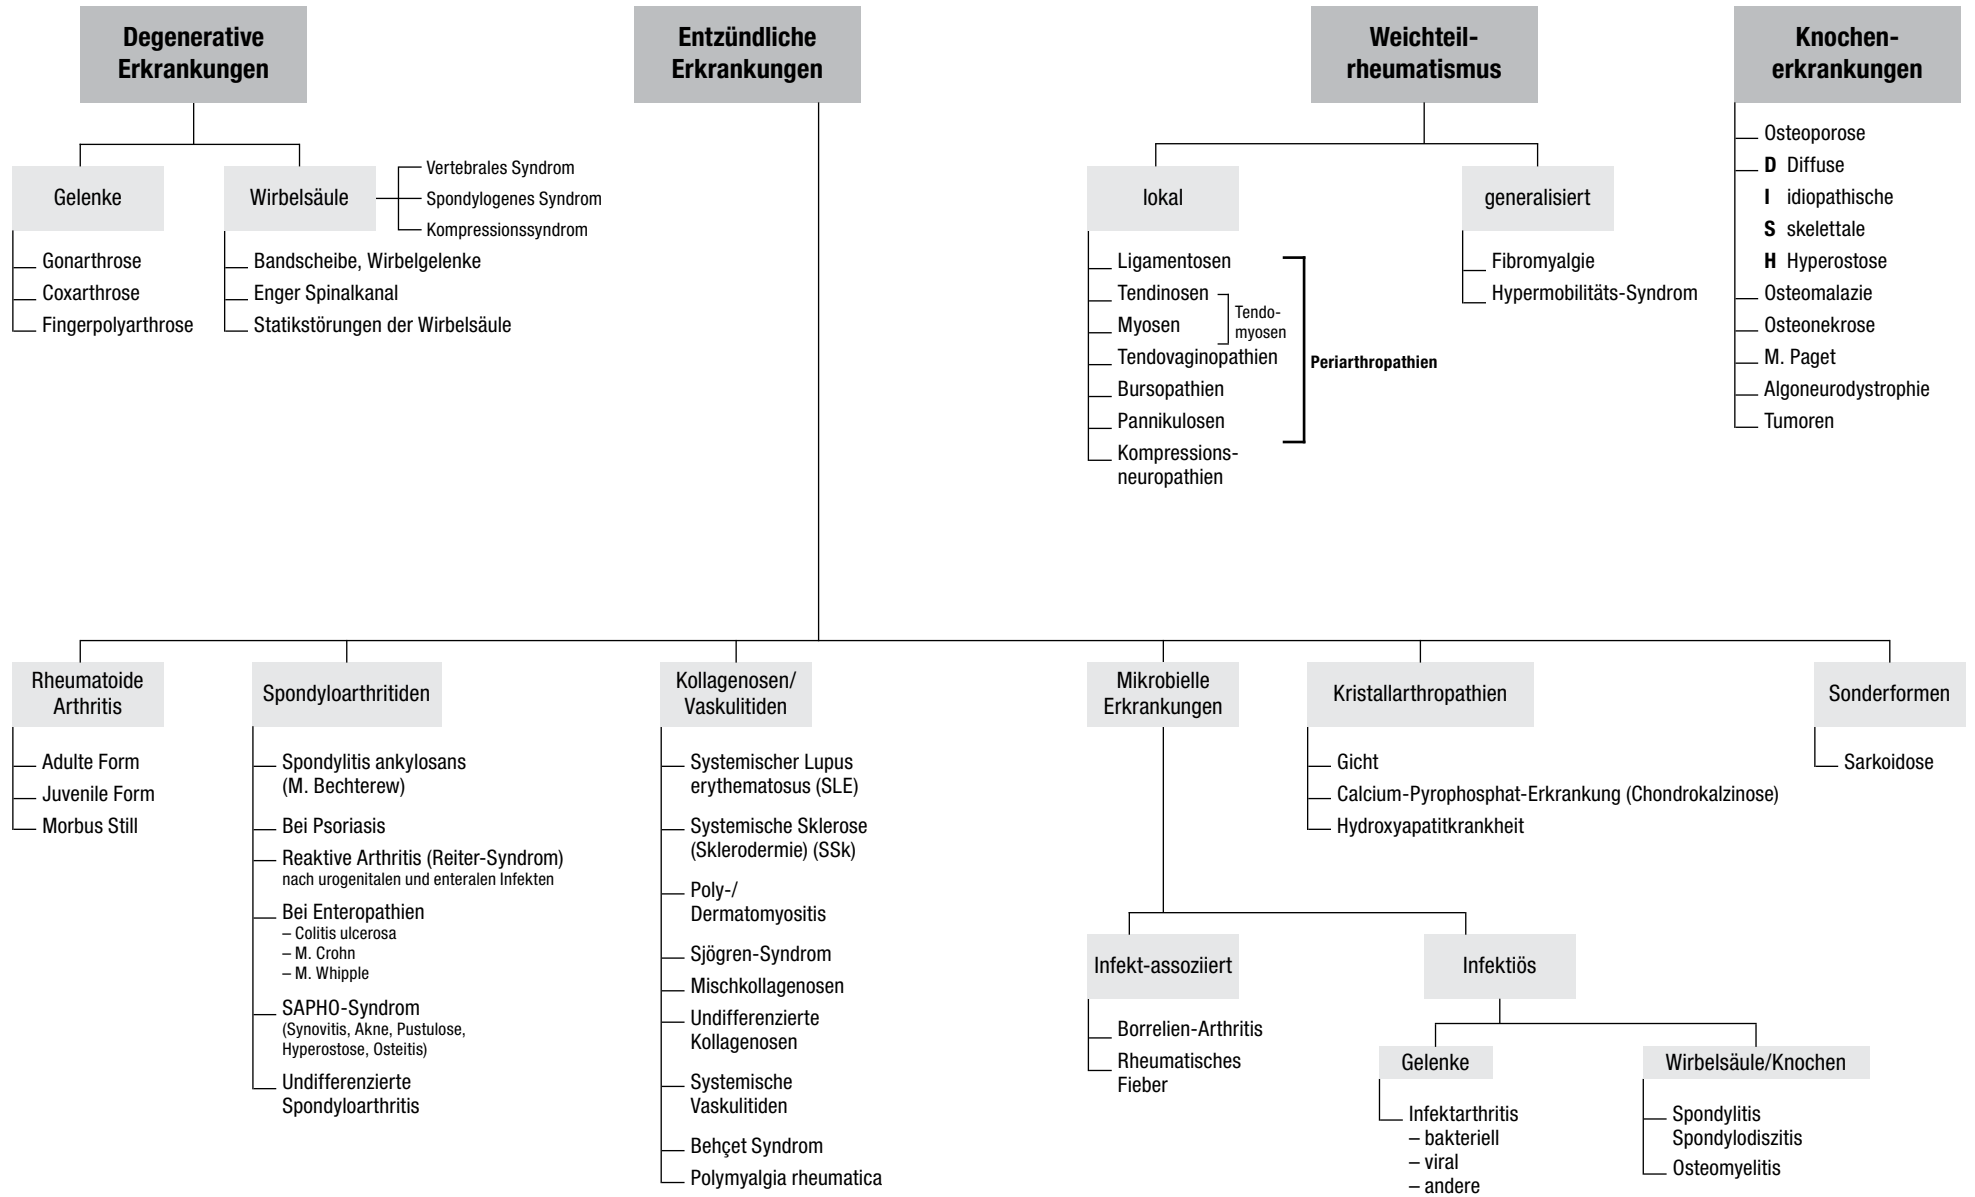 Degenerative
Erkrankungen
Gelenke
Gonarthrose
Coxarthrose
Fingerpolyarthrose
Wirbelsäule
Vertebrales Syndrom
Spondylogenes Syndrom
Kompressionssyndrom
Bandscheibe, Wirbelgelenke
Enger Spinalkanal
Statikstörungen der Wirbelsäule
Entzündliche
Erkrankungen
Weichteil-
rheumatismus
lokal
Ligamentosen
Tendinosen
Myosen
Tendo-
myosen
Tendovaginopathien
Bursopathien
Pannikulosen
Kompressions-
neuropathien
Periarthropathien
generalisiert
Fibromyalgie
Hypermobilitäts-Syndrom
Knochen-
erkrankungen
Osteoporose
D Diffuse
I idiopathische
S skelettale
H Hyperostose
Osteomalazie
Osteonekrose
M. Paget
Algoneurodystrophie
Tumoren
Rheumatoide
Arthritis
Adulte Form
Juvenile Form
Morbus Still
Spondyloarthritiden
Spondylitis ankylosans
(M. Bechterew)
Bei Psoriasis
Reaktive Arthritis (Reiter-Syndrom)
nach urogenitalen und enteralen Infekten
Bei Enteropathien
– Colitis ulcerosa
– M. Crohn
– M. Whipple
SAPHO-Syndrom
(Synovitis, Akne, Pustulose,
Hyperostose, Osteitis)
Undifferenzierte
Spondyloarthritis
Kollagenosen/
Vaskulitiden
Systemischer Lupus
erythematosus (SLE)
Systemische Sklerose
(Sklerodermie) (SSk)
Poly-/
Dermatomyositis
Sjögren-Syndrom
Mischkollagenosen
Undifferenzierte
Kollagenosen
Systemische
Vaskulitiden
Behçet Syndrom
Polymyalgia rheumatica
Mikrobielle
Erkrankungen
Infekt-assoziiert
Borrelien-Arthritis
Rheumatisches
Fieber
Infektiös
Gelenke
Infektarthritis
– bakteriell
– viral
– andere
Wirbelsäule/Knochen
Spondylitis
Spondylodiszitis
Osteomyelitis
Kristallarthropathien
Gicht
Calcium-Pyrophosphat-Erkrankung (Chondrokalzinose)
Hydroxyapatitkrankheit
Sonderformen
Sarkoidose